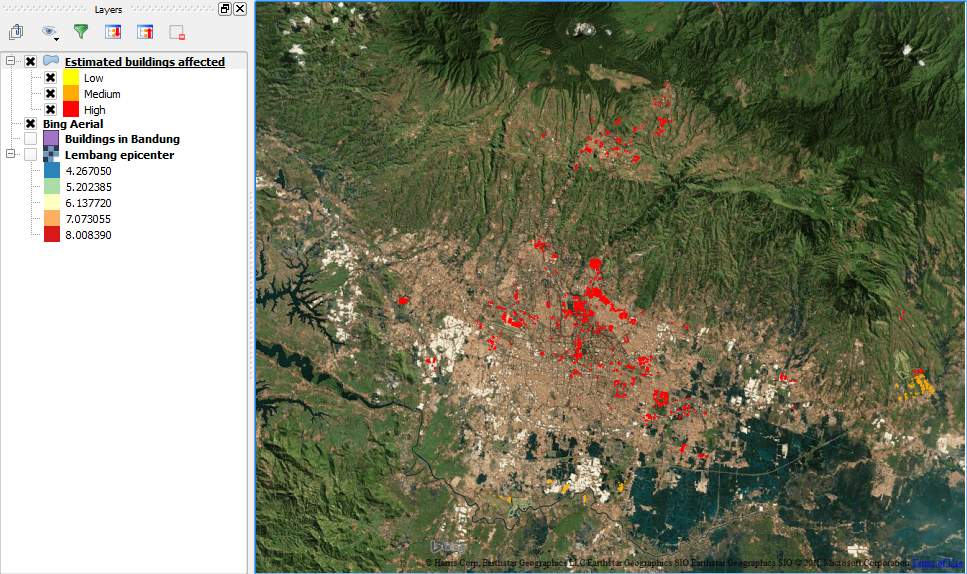 Layers
Estimated buildings affected
Low
Medium
High
Bing Aerial
Buildings in Bandung
Lembang epicenter
4.267050
5.202385
6.137720
7.073055
8.008390
© Harris Corp, Earthstar Geographics LLC Earthstar Geographics SIO Earthstar Geographics SIO © 201 Microsoft Corporation Terms of Use